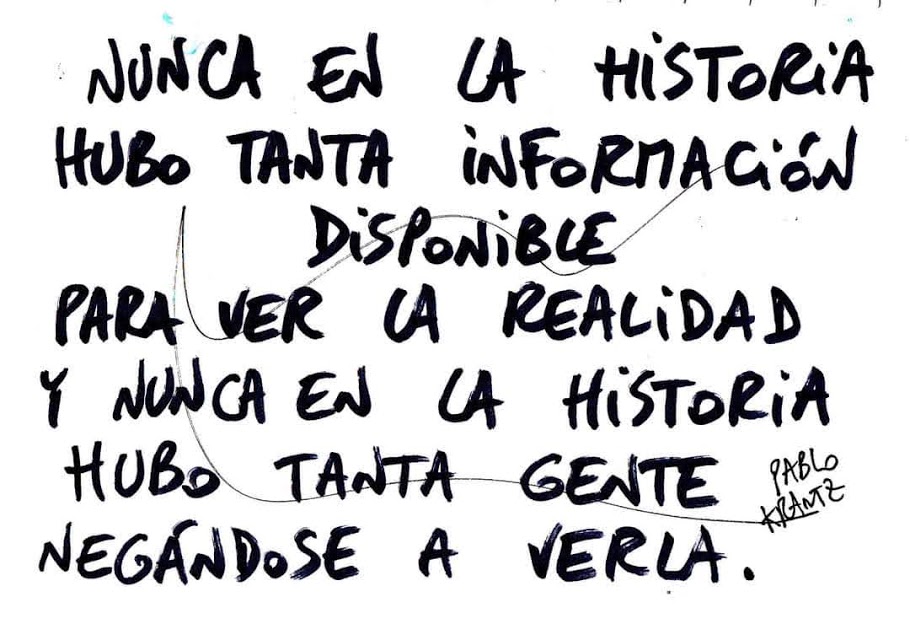 NUNCA EN LA HiSTORiA
HUBO TANTA iNFORMACiÓN
DiSPONiBLE
PARA VER LA REALiDAD
Y NUNCA EN LA HiSTORiA
HUBO TANTA GENTE
NEGÁNDOSE A VERLA.
PABLO
KRANTZ